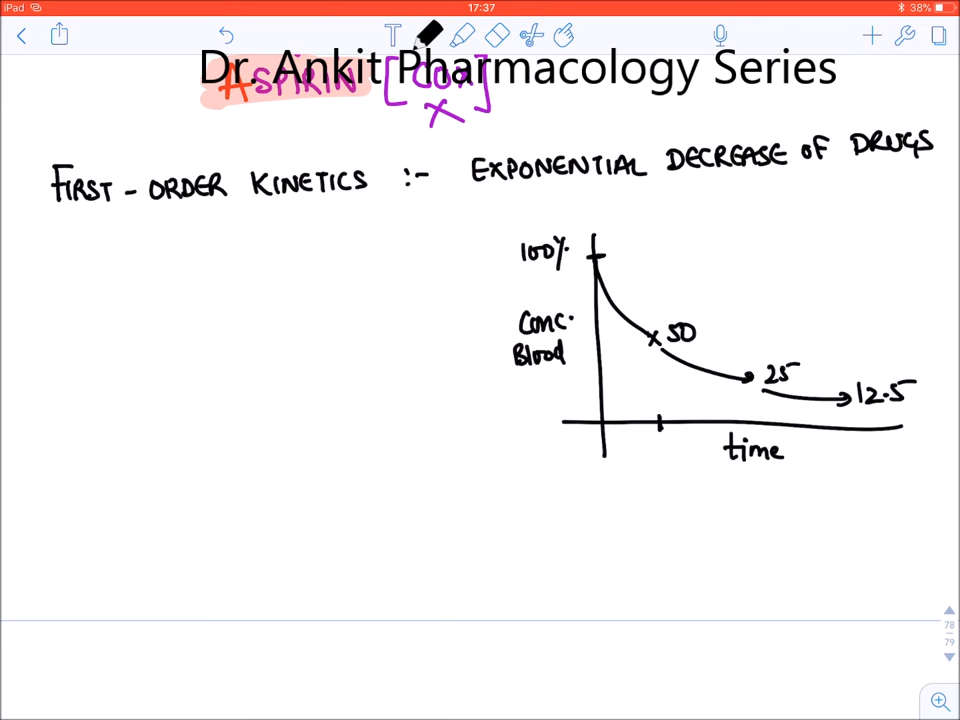 iPad 17:37 38%
T
Dr. Ankit Pharmacology Series
ASPIRIN [COX]
X
FIRST-ORDER KINETICS :- EXPONENTIAL DECREASE OF DRUGS
100%
Conc.
Blood
50
25
12.5
time
78
79